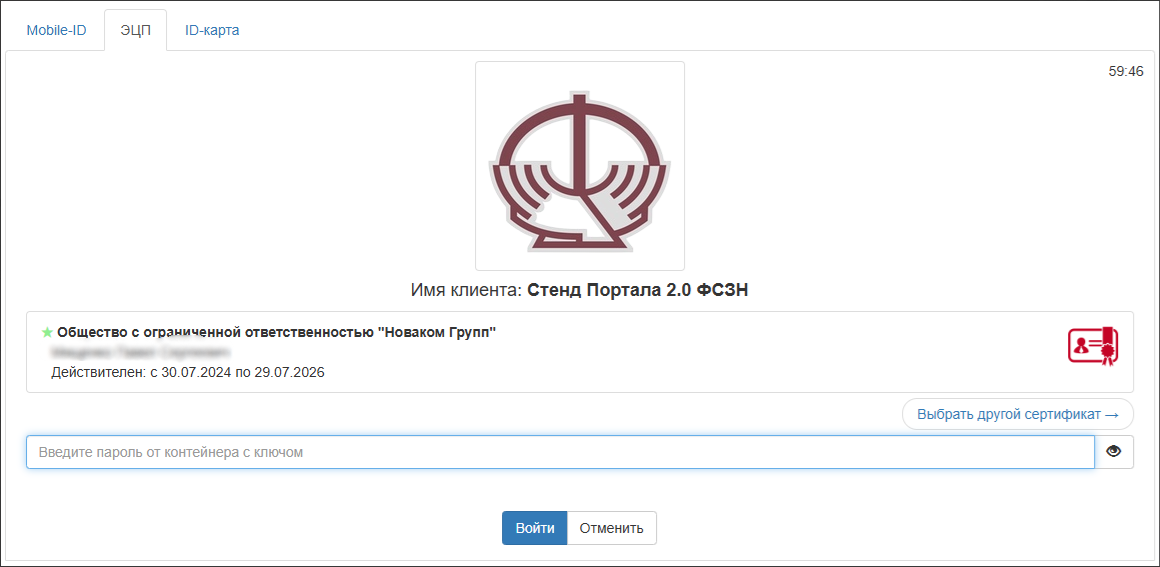 Mobile-ID
ЭЦП
ID-карта
59:46
Имя клиента: Стенд Портала 2.0 ФСЗН
Общество с ограниченной ответственностью "Новаком Групп"
Действителен: с 30.07.2024 по 29.07.2026
Выбрать другой сертификат →
Введите пароль от контейнера с ключом
Войти
Отменить